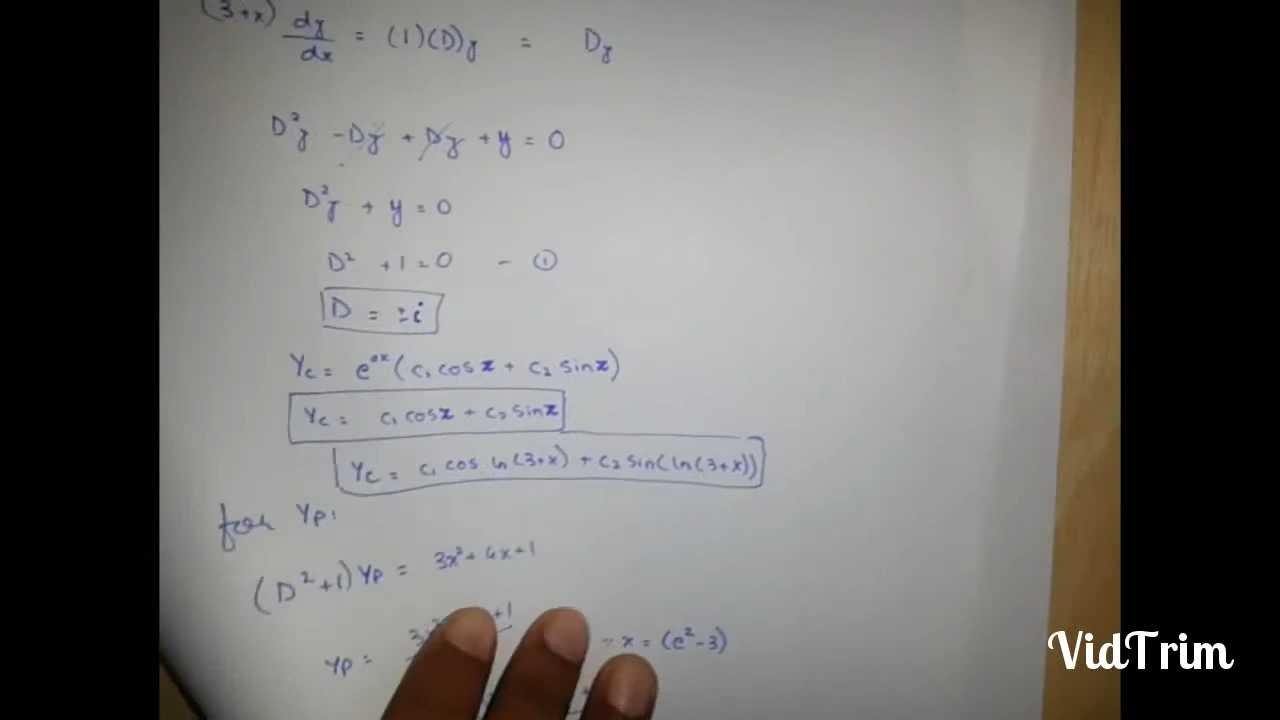 (3+x) dy/dx = (1)(D)y = Dy
D²y - Dy + Dy + y = 0
D²y + y = 0
D² + 1 = 0 - ①
D = ±i
Yc = e^ox (c₁ cos z + c₂ sin z)
Yc = c₁ cos z + c₂ sin z
Yc = c₁ cos ln(3+x) + c₂ sin(ln(3+x))
for Yp:
(D²+1) Yp = 3x² + 4x + 1
Yp = +1 x = (e^z - 3)
VidTrim